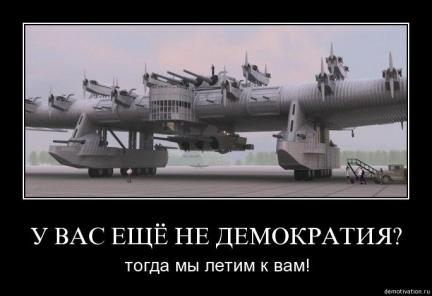 У ВАС ЕЩЁ НЕ ДЕМОКРАТИЯ?
тогда мы летим к вам!
demotivation.ru